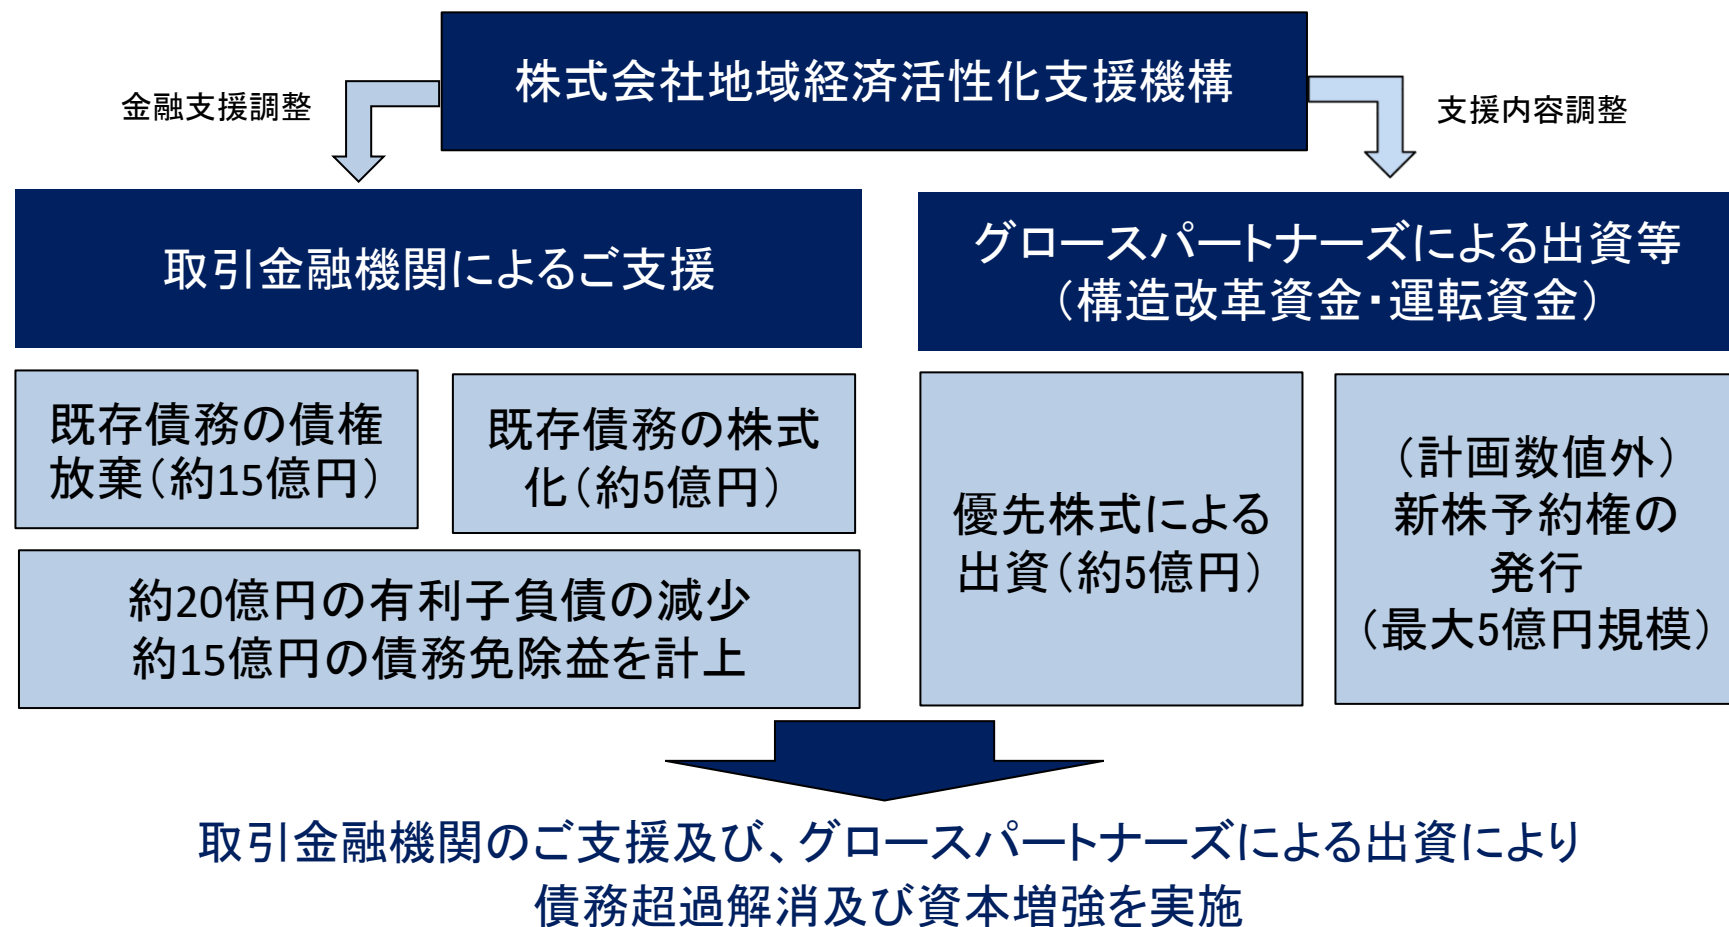 株式会社地域経済活性化支援機構
金融支援調整
支援内容調整
取引金融機関によるご支援
グロースパートナーズによる出資等
（構造改革資金・運転資金）
既存債務の債権
放棄（約15億円）
既存債務の株式
化（約5億円）
約20億円の有利子負債の減少
約15億円の債務免除益を計上
優先株式による
出資（約5億円）
（計画数値外）
新株予約権の
発行
（最大5億円規模）
取引金融機関のご支援及び、グロースパートナーズによる出資により
債務超過解消及び資本増強を実施